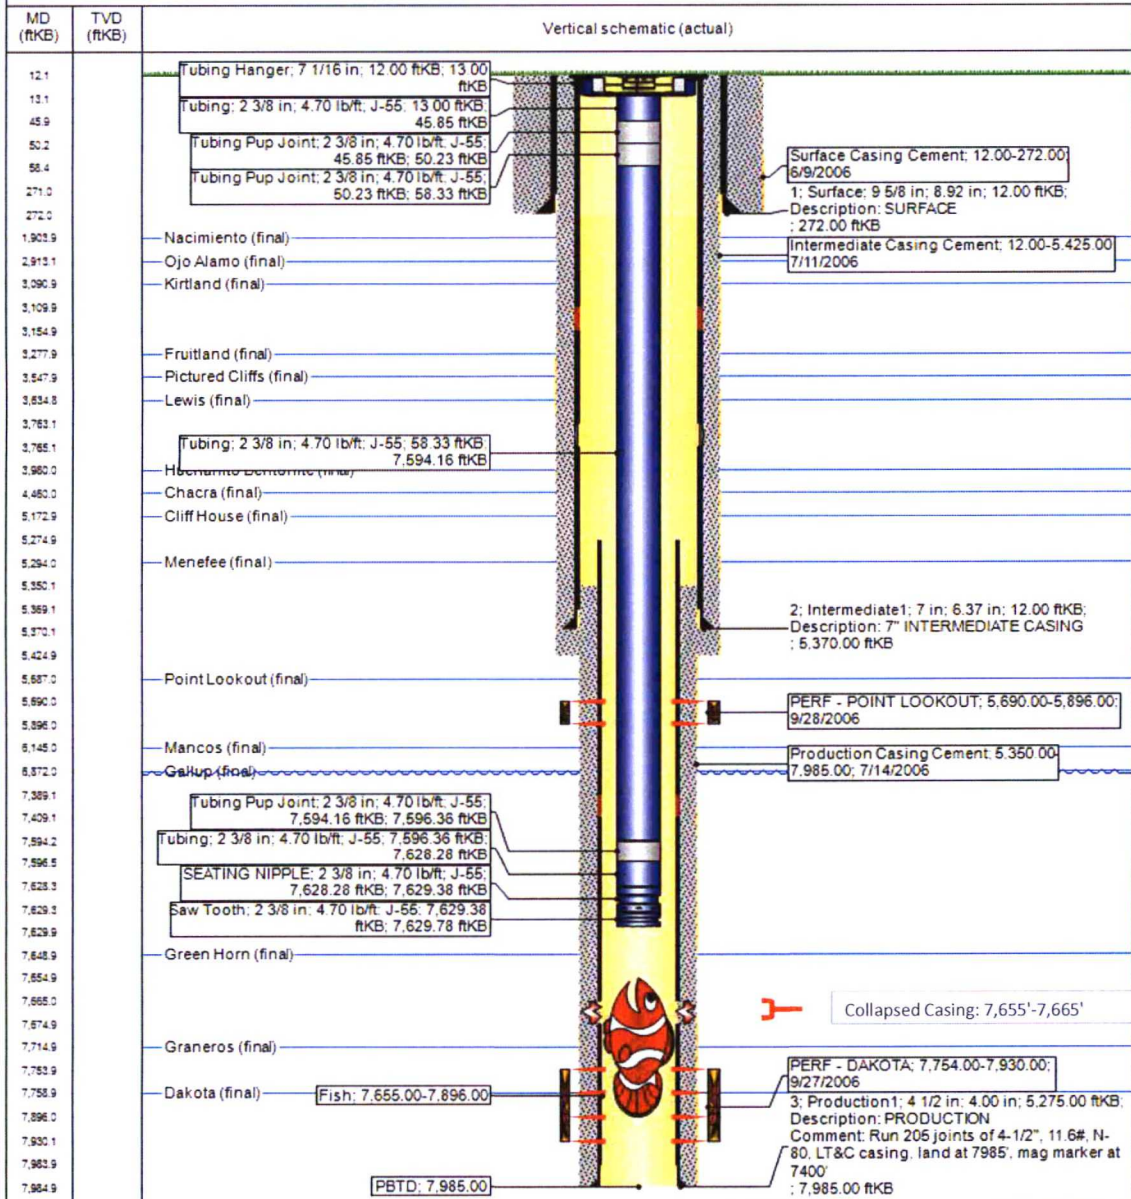 MD
(ftKB)
TVD
(ftKB)
Vertical schematic (actual)
12.1
13.1
45.9
50.2
58.4
271.0
272.0
1,903.9
2,913.1
3,090.9
3,109.9
3,154.9
3,277.9
3,547.9
3,634.8
3,763.1
3,765.1
3,980.0
4,460.0
5,172.9
5,274.9
5,294.0
5,350.1
5,369.1
5,370.1
5,424.9
5,687.0
5,690.0
5,896.0
6,145.0
6,872.0
7,389.1
7,409.1
7,594.2
7,596.5
7,628.3
7,629.3
7,629.9
7,648.9
7,654.9
7,665.0
7,674.9
7,714.9
7,753.9
7,758.9
7,896.0
7,930.1
7,983.9
7,984.9
Tubing Hanger; 7 1/16 in; 12.00 ftKB; 13.00
ftKB
Tubing; 2 3/8 in; 4.70 lb/ft; J-55; 13.00 ftKB;
45.85 ftKB
Tubing Pup Joint; 2 3/8 in; 4.70 lb/ft; J-55;
45.85 ftKB; 50.23 ftKB
Tubing Pup Joint; 2 3/8 in; 4.70 lb/ft; J-55;
50.23 ftKB; 58.33 ftKB
Surface Casing Cement; 12.00-272.00;
6/9/2006
1; Surface; 9 5/8 in; 8.92 in; 12.00 ftKB;
Description: SURFACE
; 272.00 ftKB
Nacimiento (final)
Intermediate Casing Cement; 12.00-5,425.00;
7/11/2006
Ojo Alamo (final)
Kirtland (final)
Fruitland (final)
Pictured Cliffs (final)
Lewis (final)
Tubing; 2 3/8 in; 4.70 lb/ft; J-55; 58.33 ftKB;
7,594.16 ftKB
Huerfanito Bentonite (final)
Chacra (final)
Cliff House (final)
Menefee (final)
2; Intermediate1; 7 in; 6.37 in; 12.00 ftKB;
Description: 7" INTERMEDIATE CASING
; 5,370.00 ftKB
Point Lookout (final)
PERF - POINT LOOKOUT; 5,690.00-5,896.00;
9/28/2006
Mancos (final)
Production Casing Cement; 5,350.00-
7,985.00; 7/14/2006
Gallup (final)
Tubing Pup Joint; 2 3/8 in; 4.70 lb/ft; J-55;
7,594.16 ftKB; 7,596.36 ftKB
Tubing; 2 3/8 in; 4.70 lb/ft; J-55; 7,596.36 ftKB;
7,628.28 ftKB
SEATING NIPPLE; 2 3/8 in; 4.70 lb/ft; J-55;
7,628.28 ftKB; 7,629.38 ftKB
Saw Tooth; 2 3/8 in; 4.70 lb/ft; J-55; 7,629.38
ftKB; 7,629.78 ftKB
Green Horn (final)
Collapsed Casing: 7,655'-7,665'
Graneros (final)
PERF - DAKOTA; 7,754.00-7,930.00;
9/27/2006
Dakota (final)
Fish; 7,655.00-7,896.00
3; Production1; 4 1/2 in; 4.00 in; 5,275.00 ftKB;
Description: PRODUCTION
Comment: Run 205 joints of 4-1/2", 11.6#, N-
80, LT&C casing, land at 7985', mag marker at
7400'
; 7,985.00 ftKB
PBTD; 7,985.00